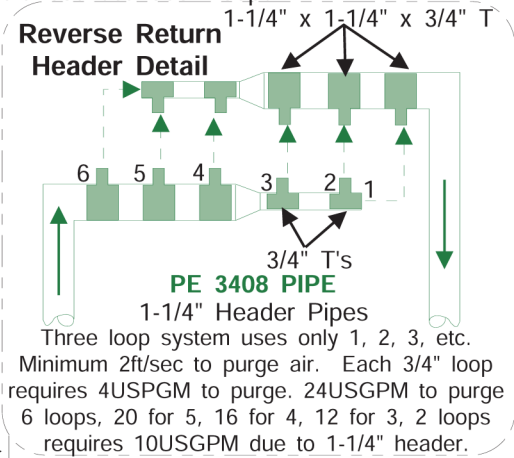 1-1/4" x 1-1/4" x 3/4" T
Reverse Return
Header Detail
6 5 4 3 2 1
3/4" T's
PE 3408 PIPE
1-1/4" Header Pipes
Three loop system uses only 1, 2, 3, etc.
Minimum 2ft/sec to purge air. Each 3/4" loop
requires 4USPGM to purge. 24USGPM to purge
6 loops, 20 for 5, 16 for 4, 12 for 3, 2 loops
requires 10USGPM due to 1-1/4" header.